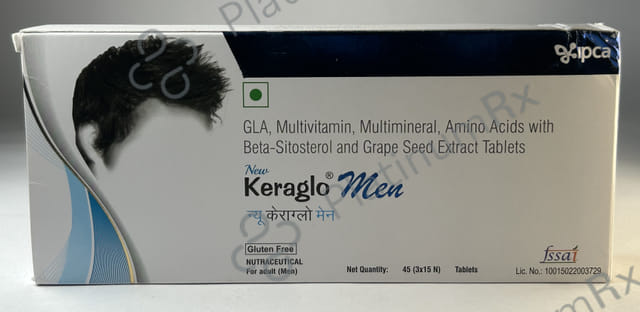 ipca
GLA, Multivitamin, Multimineral, Amino Acids with
Beta-Sitosterol and Grape Seed Extract Tablets
New
Keraglo® Men
न्यू केराग्लो मेन
Gluten Free
NUTRACEUTICAL
For adult (Men)
Net Quantity: 45 (3x15 N) Tablets
fssai
Lic. No.: 10015022003729
PlatinumRx